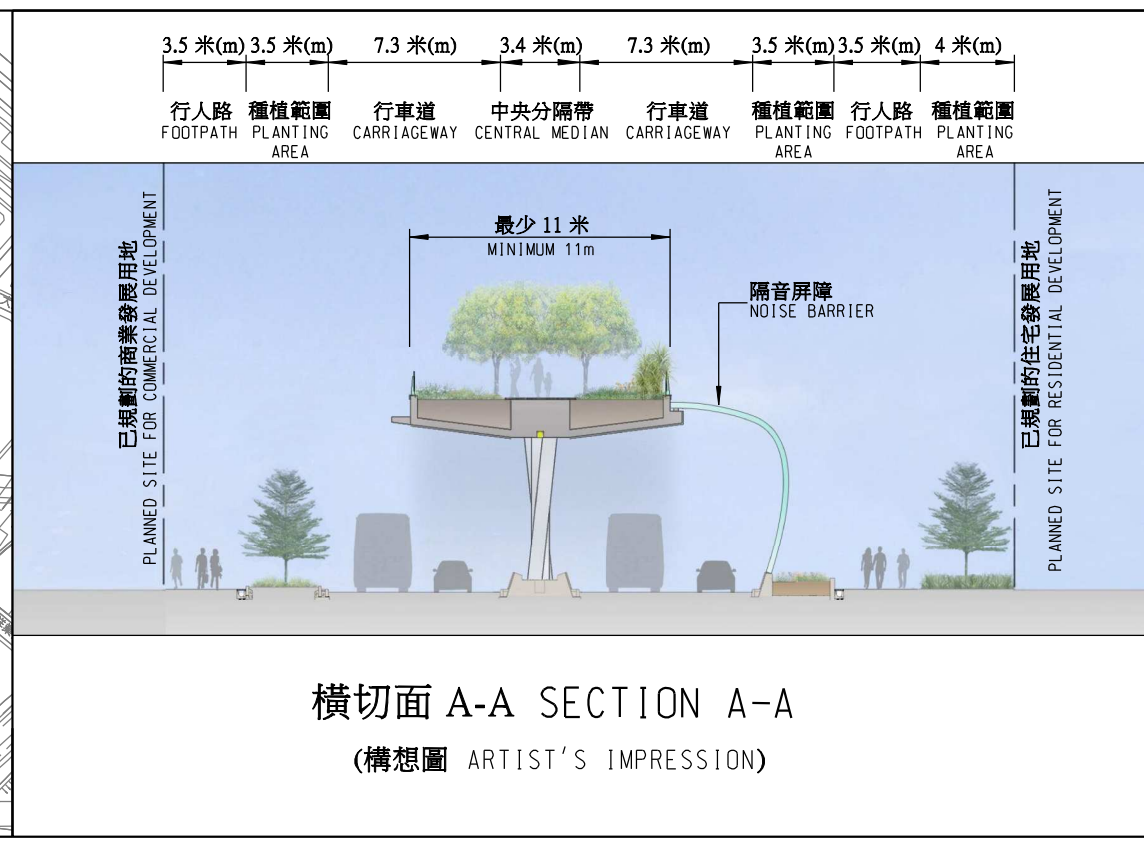 3.5 米(m) 3.5 米(m) 7.3 米(m) 3.4 米(m) 7.3 米(m) 3.5 米(m) 3.5 米(m) 4 米(m)
行人路 種植範圍 行車道 中央分隔帶 行車道 種植範圍 行人路 種植範圍
FOOTPATH PLANTING CARRIAGEWAY CENTRAL MEDIAN CARRIAGEWAY PLANTING FOOTPATH PLANTING
AREA AREA AREA
已規劃的商業發展用地
PLANNED SITE FOR COMMERCIAL DEVELOPMENT
最少 11 米
MINIMUM 11m
隔音屏障
NOISE BARRIER
已規劃的住宅發展用地
PLANNED SITE FOR RESIDENTIAL DEVELOPMENT
橫切面 A-A SECTION A-A
(構想圖 ARTIST'S IMPRESSION)